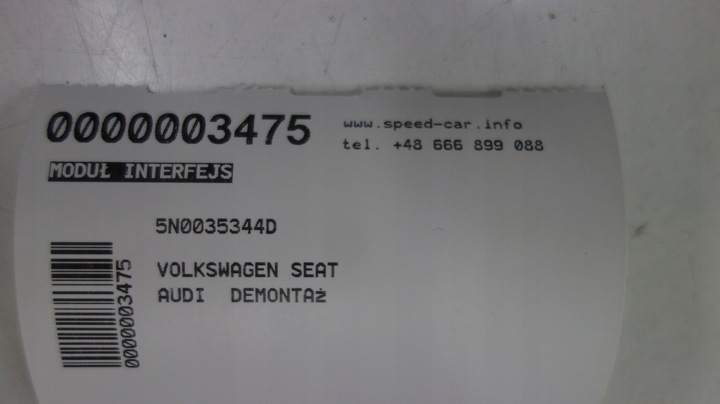 0000003475
www.speed-car.info
tel. +48 666 899 088
MODUŁ INTERFEJS
5N0035344D
VOLKSWAGEN SEAT
AUDI DEMONTAż
0000003475